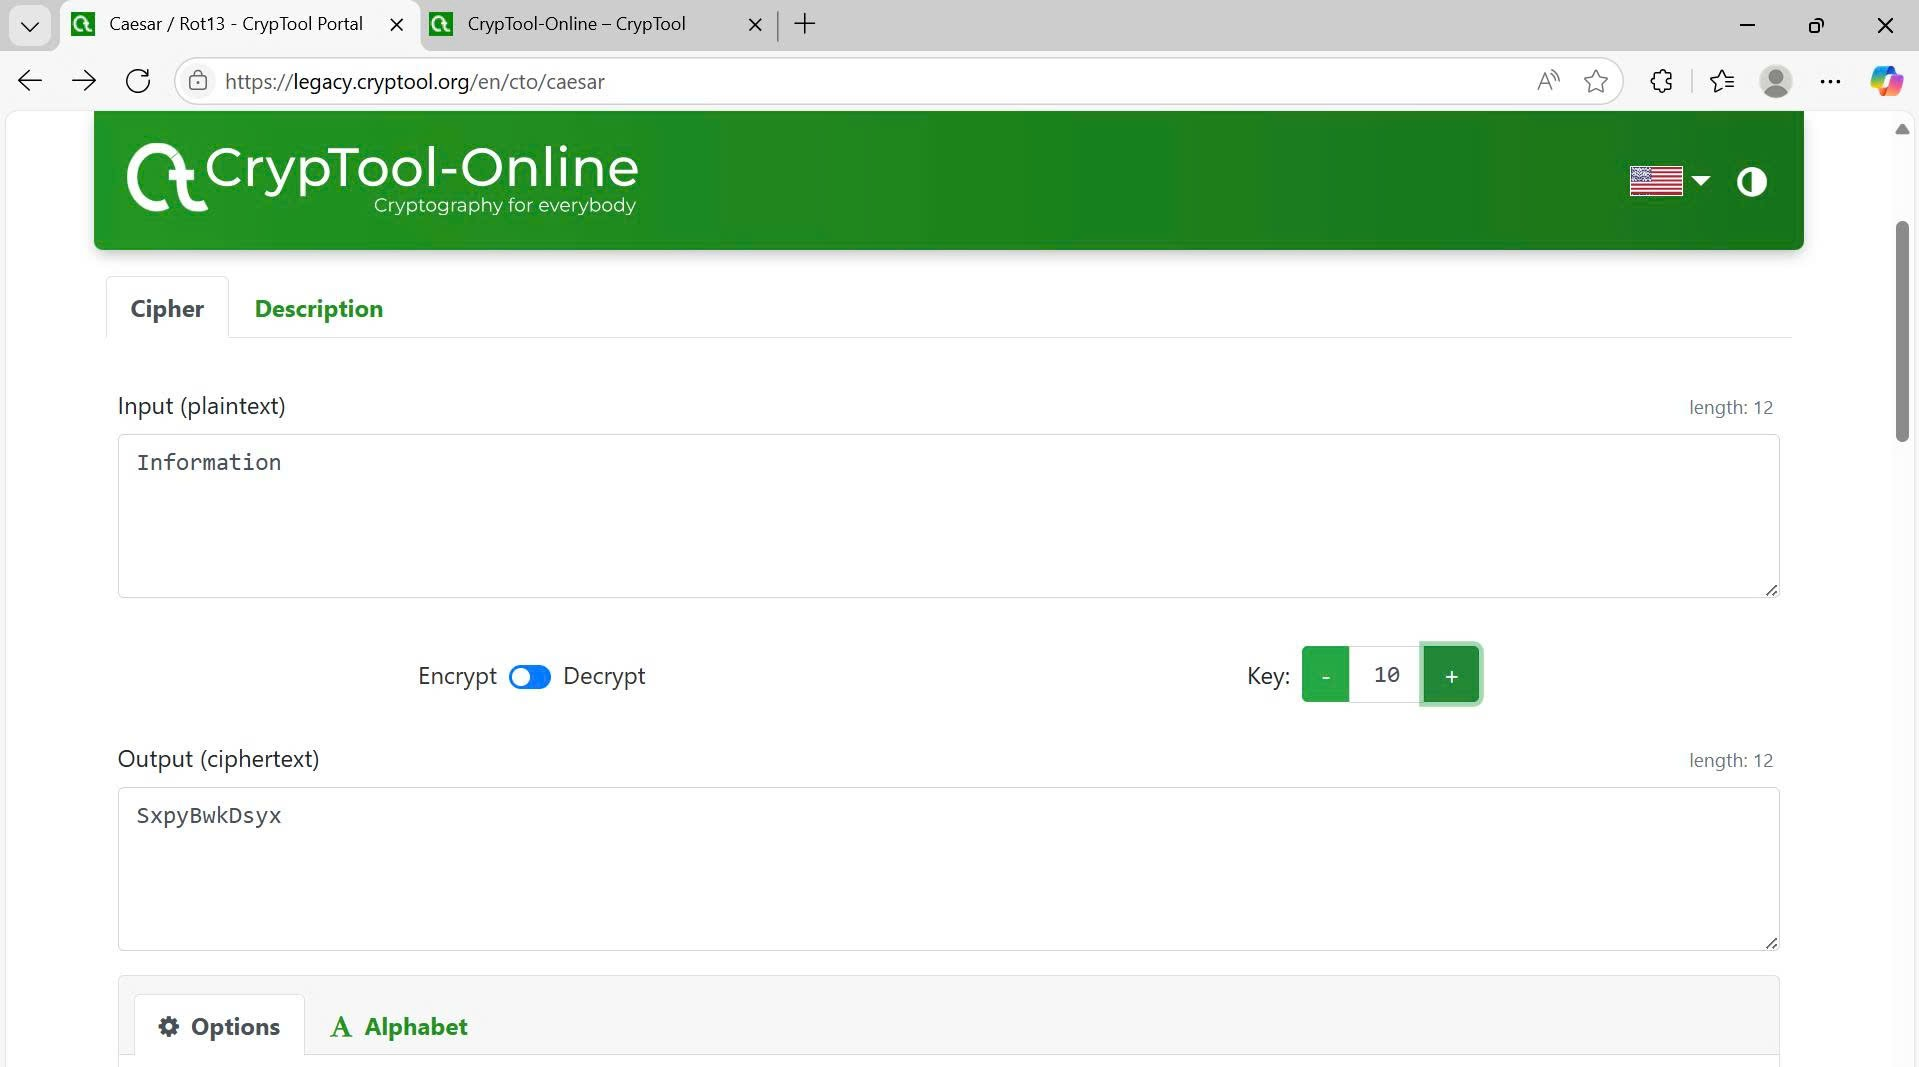 Caesar / Rot13 - CrypTool Portal
CrypTool-Online – CrypTool
https://legacy.cryptool.org/en/cto/caesar
CrypTool-Online
Cryptography for everybody
Cipher
Description
Input (plaintext)
length: 12
Information
Encrypt
Decrypt
Key:
-
10
+
Output (ciphertext)
length: 12
SxpyBwkDsyx
Options
A Alphabet